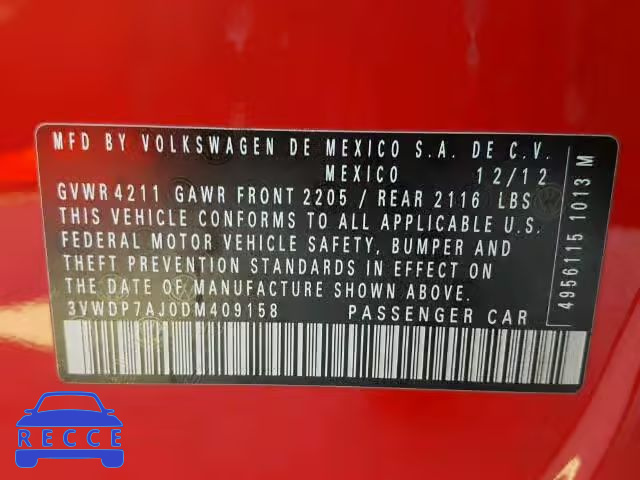 MFD BY VOLKSWAGEN DE MEXICO S.A. DE C.V.
MEXICO 12/12
GVWR 4211 GAWR FRONT 2205 / REAR 2116 LBS
THIS VEHICLE CONFORMS TO ALL APPLICABLE U.S.
FEDERAL MOTOR VEHICLE SAFETY, BUMPER AND
THEFT PREVENTION STANDARDS IN EFFECT ON
THE DATE OF MANUFACTURE SHOWN ABOVE.
3VWDP7AJ0DM409158 PASSENGER CAR
4956115 1013 M
RECCE